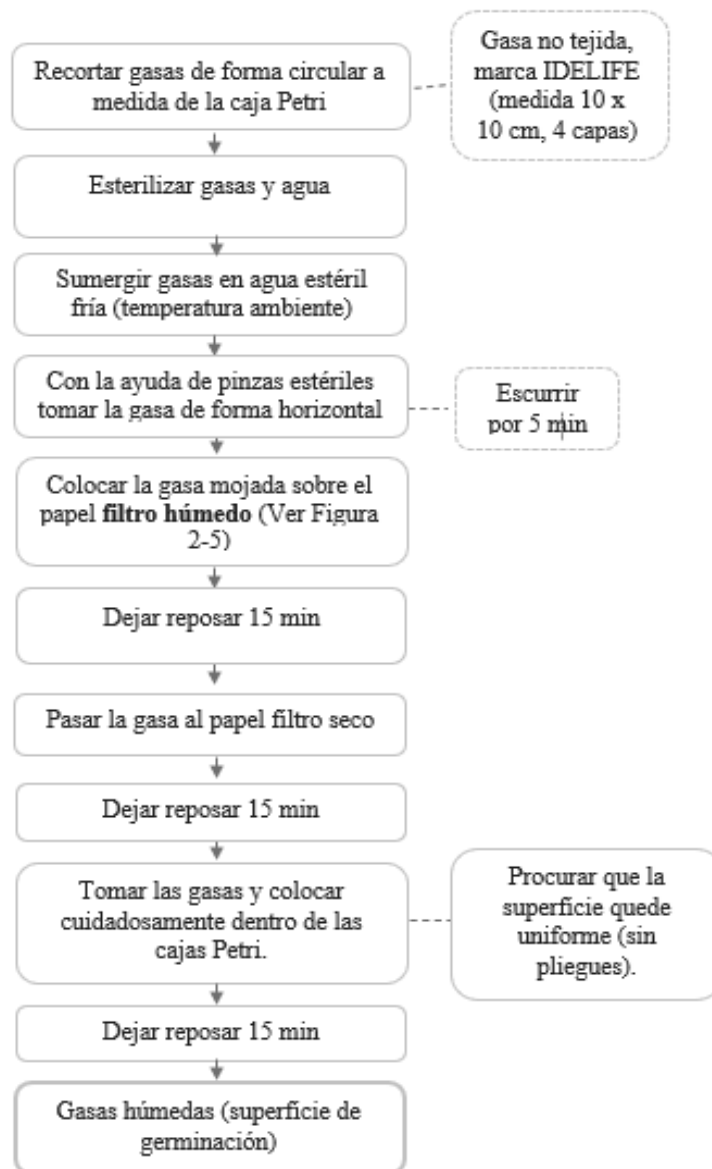 Recortar gasas de forma circular a
medida de la caja Petri
Gasa no tejida,
marca IDELIFE
(medida 10 x
10 cm, 4 capas)
Esterilizar gasas y agua
Sumergir gasas en agua estéril
fría (temperatura ambiente)
Con la ayuda de pinzas estériles
tomar la gasa de forma horizontal
Escurrir
por 5 min
Colocar la gasa mojada sobre el
papel filtro húmedo (Ver Figura
2-5)
Dejar reposar 15 min
Pasar la gasa al papel filtro seco
Dejar reposar 15 min
Tomar las gasas y colocar
cuidadosamente dentro de las
cajas Petri.
Procurar que la
superfície quede
uniforme (sin
pliegues).
Dejar reposar 15 min
Gasas húmedas (superfície de
germinación)